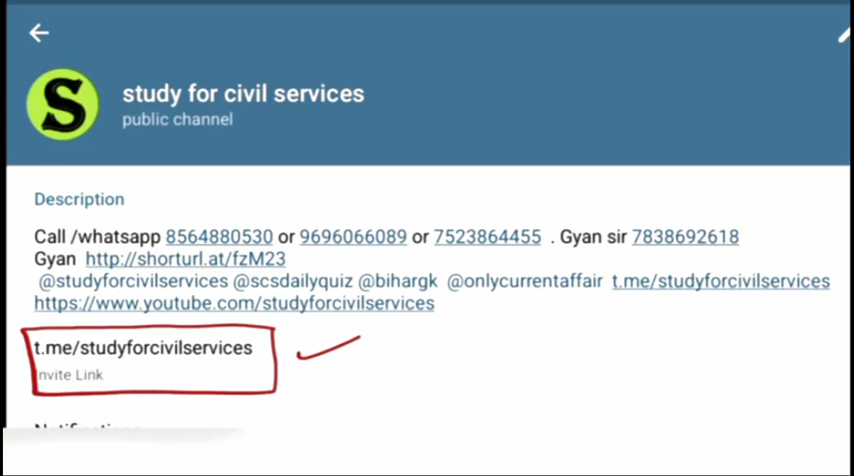 S
study for civil services
public channel
Description
Call /whatsapp 8564880530 or 9696066089 or 7523864455 . Gyan sir 7838692618
Gyan http://shorturl.at/fzM23
@studyforcivilservices @scsdailyquiz @bihargk @onlycurrentaffair t.me/studyforcivilservices
https://www.youtube.com/studyforcivilservices
t.me/studyforcivilservices
Invite Link